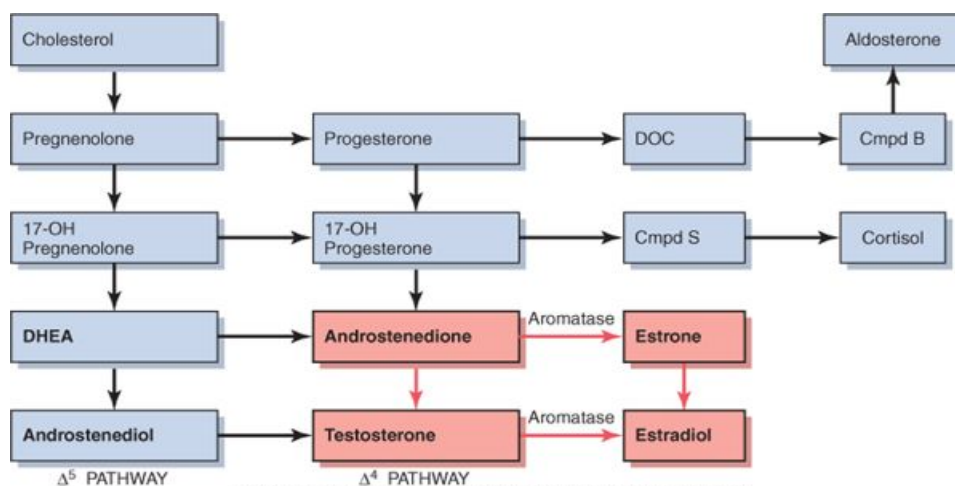 Cholesterol
Aldosterone
Pregnenolone
Progesterone
DOC
Cmpd B
17-OH
Pregnenolone
17-OH
Progesterone
Cmpd S
Cortisol
DHEA
Androstenedione
Aromatase
Estrone
Androstenediol
Testosterone
Aromatase
Estradiol
Δ⁵ PATHWAY
Δ⁴ PATHWAY